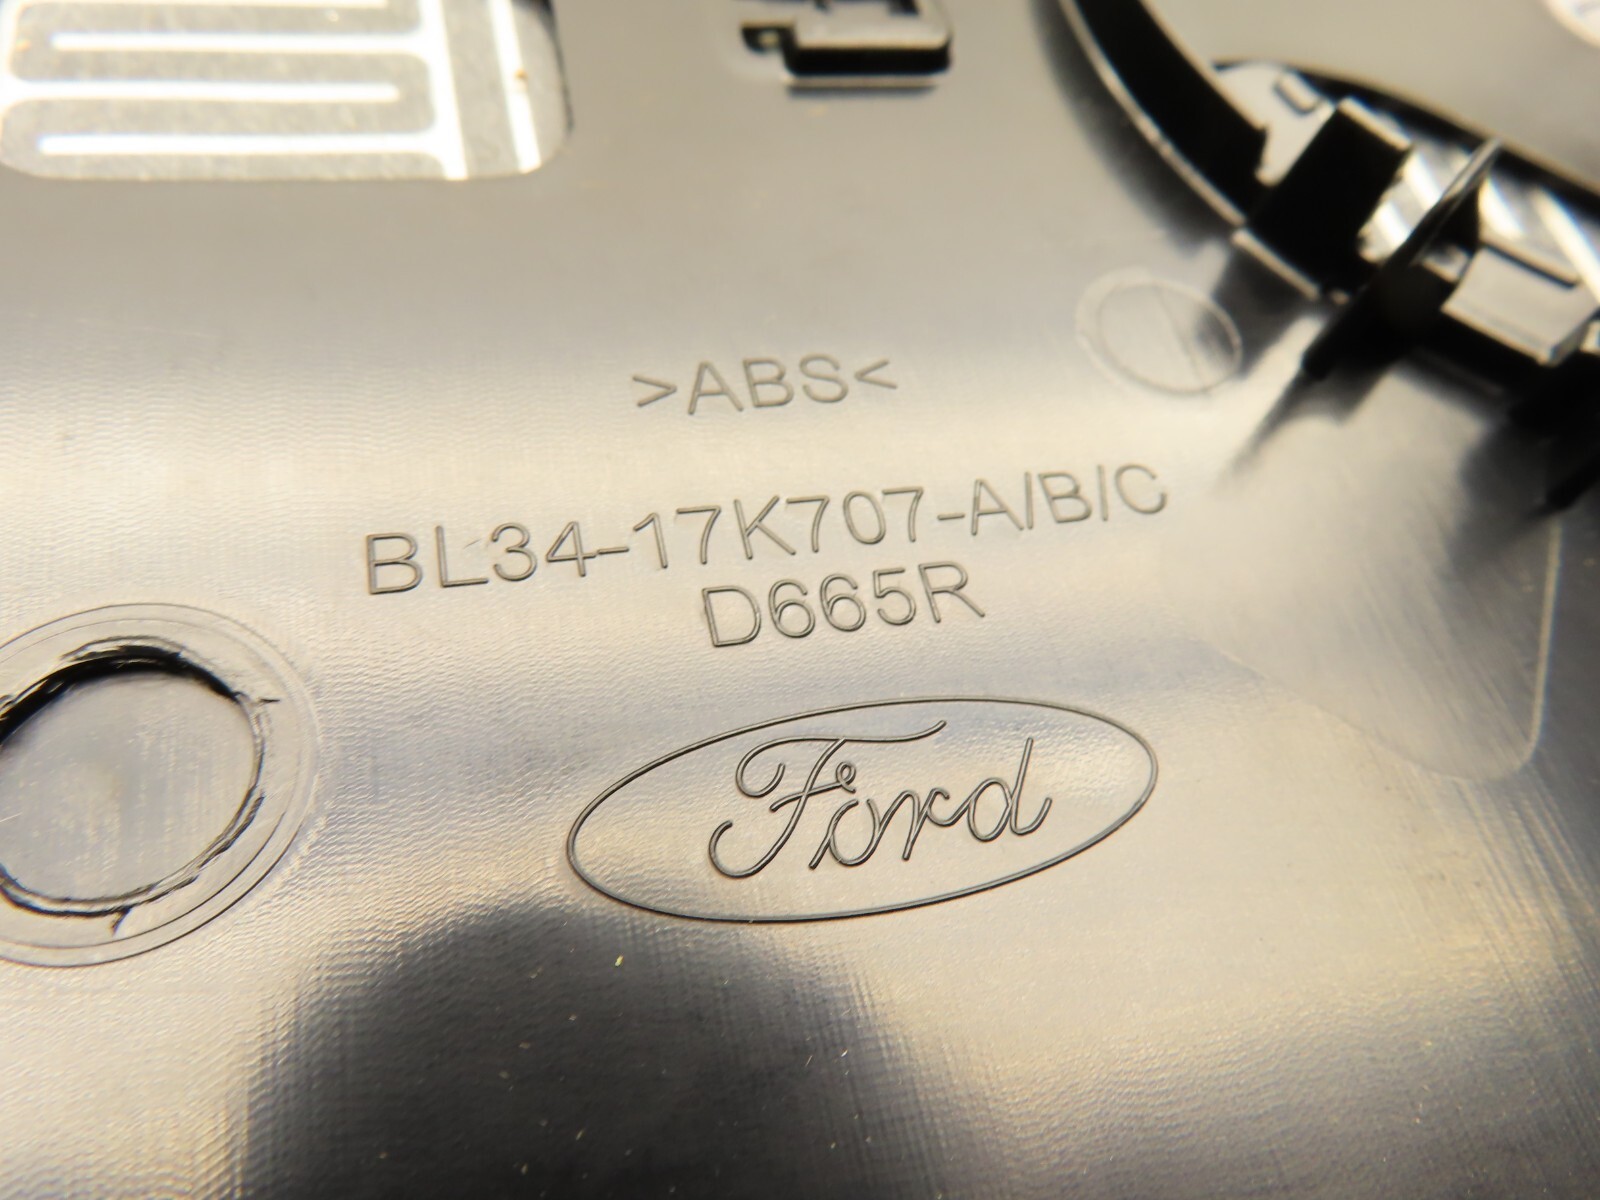 >ABS<
BL34-17K707-A/B/C
D665R
Ford